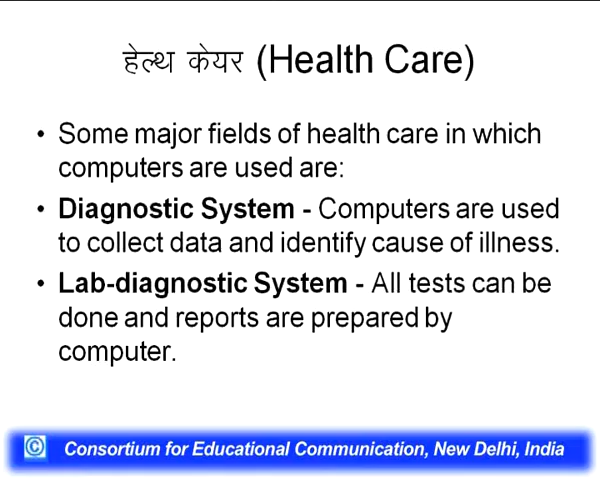 हेल्थ केयर (Health Care)
• Some major fields of health care in which
computers are used are:
• Diagnostic System - Computers are used
to collect data and identify cause of illness.
• Lab-diagnostic System - All tests can be
done and reports are prepared by
computer.
© Consortium for Educational Communication, New Delhi, India